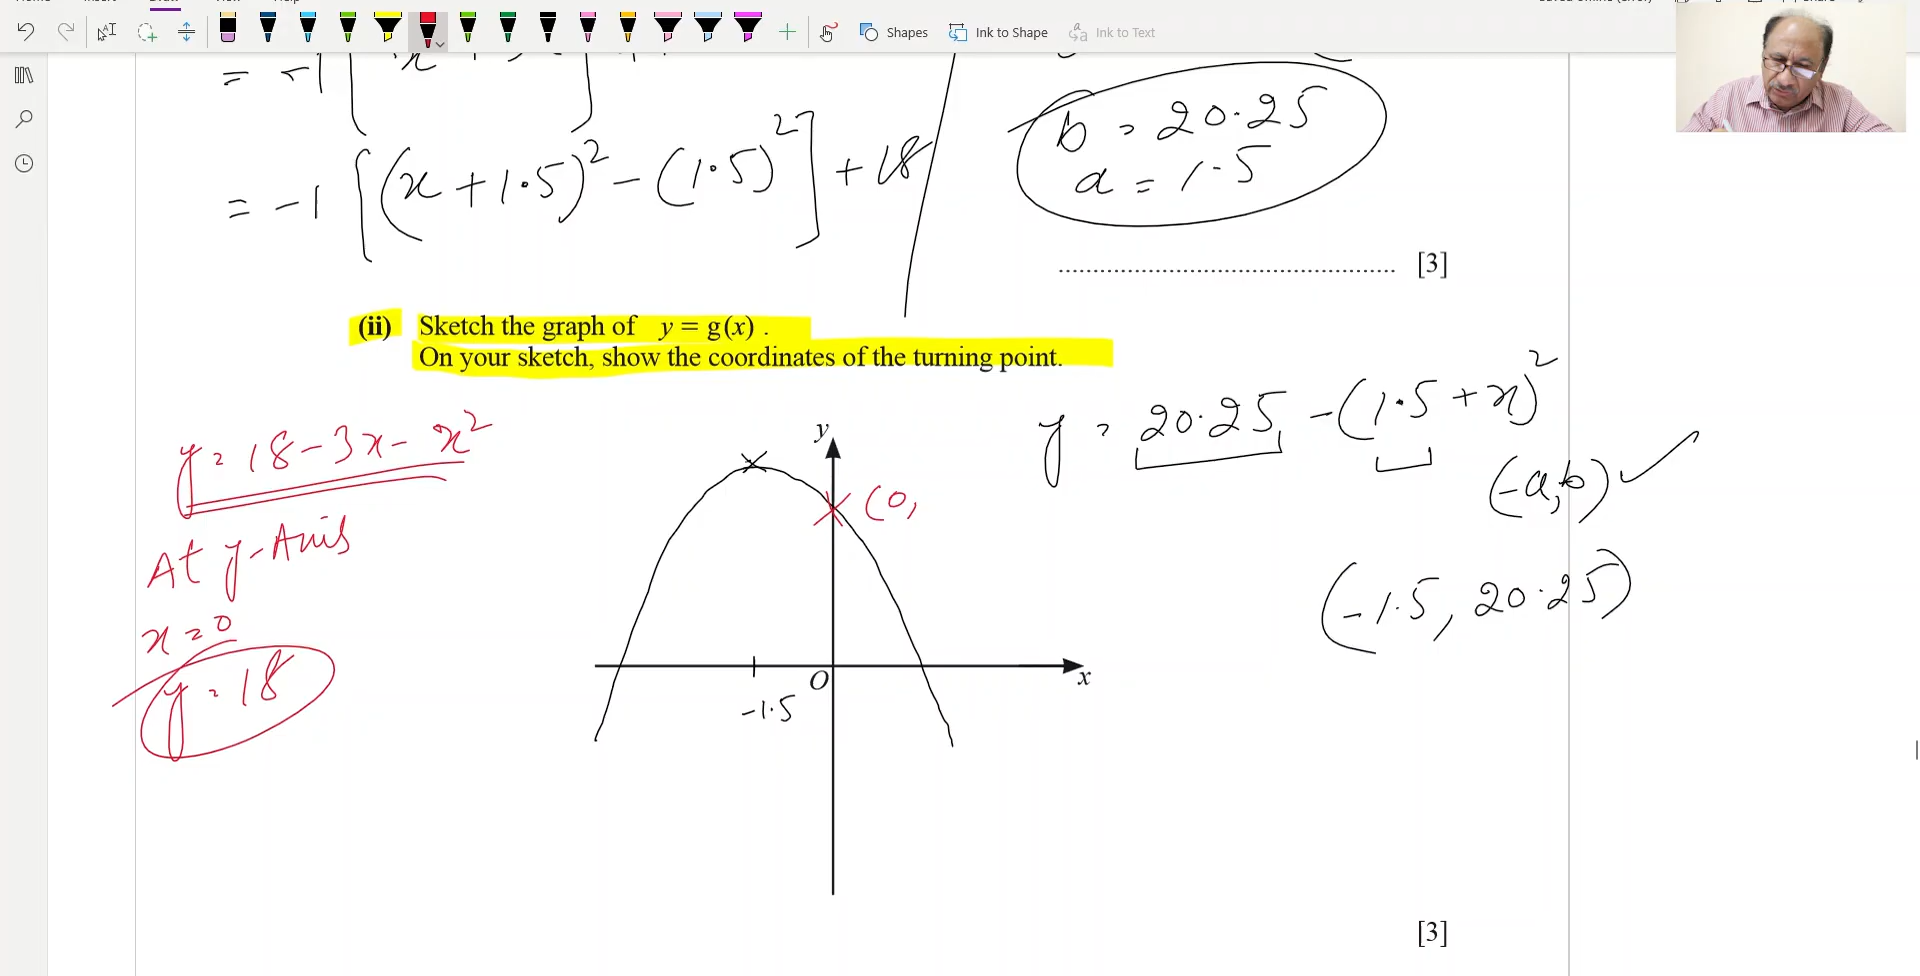 Shapes
Ink to Shape
Ink to Text
= -1
= -1 [(x + 1.5)² - (1.5)²] + 18
b = 20.25
a = 1.5
[3]
(ii) Sketch the graph of y = g(x) .
On your sketch, show the coordinates of the turning point.
y = 18 - 3x - x²
At y-Axis
x = 0
y = 18
y
(0,
O
x
-1.5
y = 20.25 - (1.5 + x)²
(-a, b)
(-1.5, 20.25)
[3]